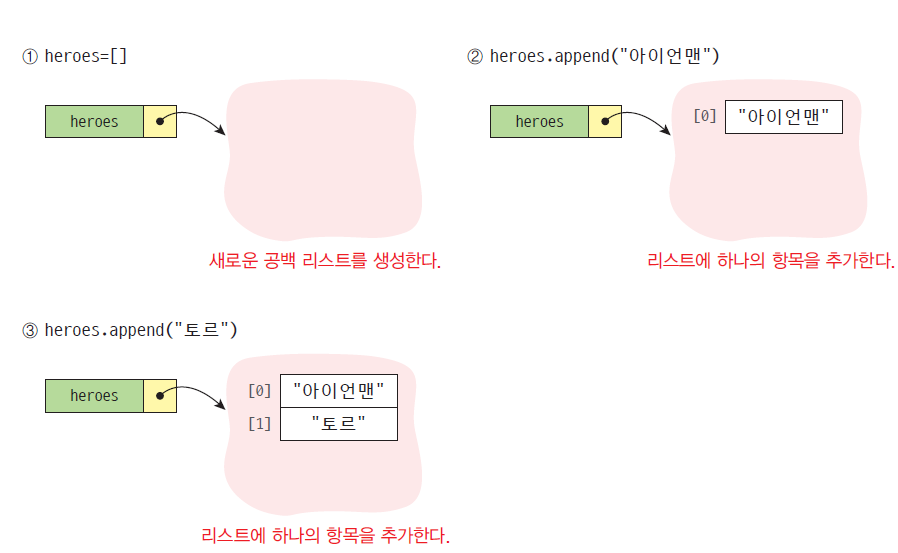 ① heroes=[]
heroes
새로운 공백 리스트를 생성한다.
② heroes.append("아이언맨")
heroes
[0] "아이언맨"
리스트에 하나의 항목을 추가한다.
③ heroes.append("토르")
heroes
[0] "아이언맨"
[1] "토르"
리스트에 하나의 항목을 추가한다.